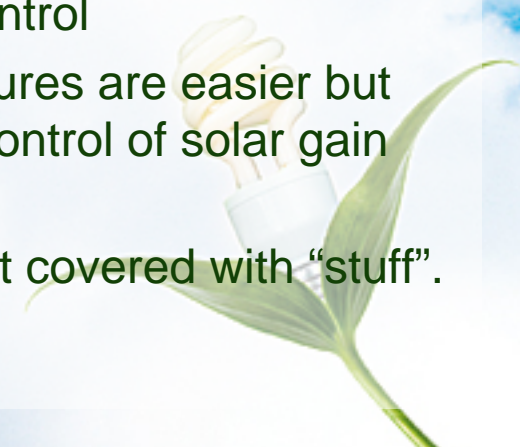 ntrol
ures are easier but
ontrol of solar gain
t covered with “stuff”.